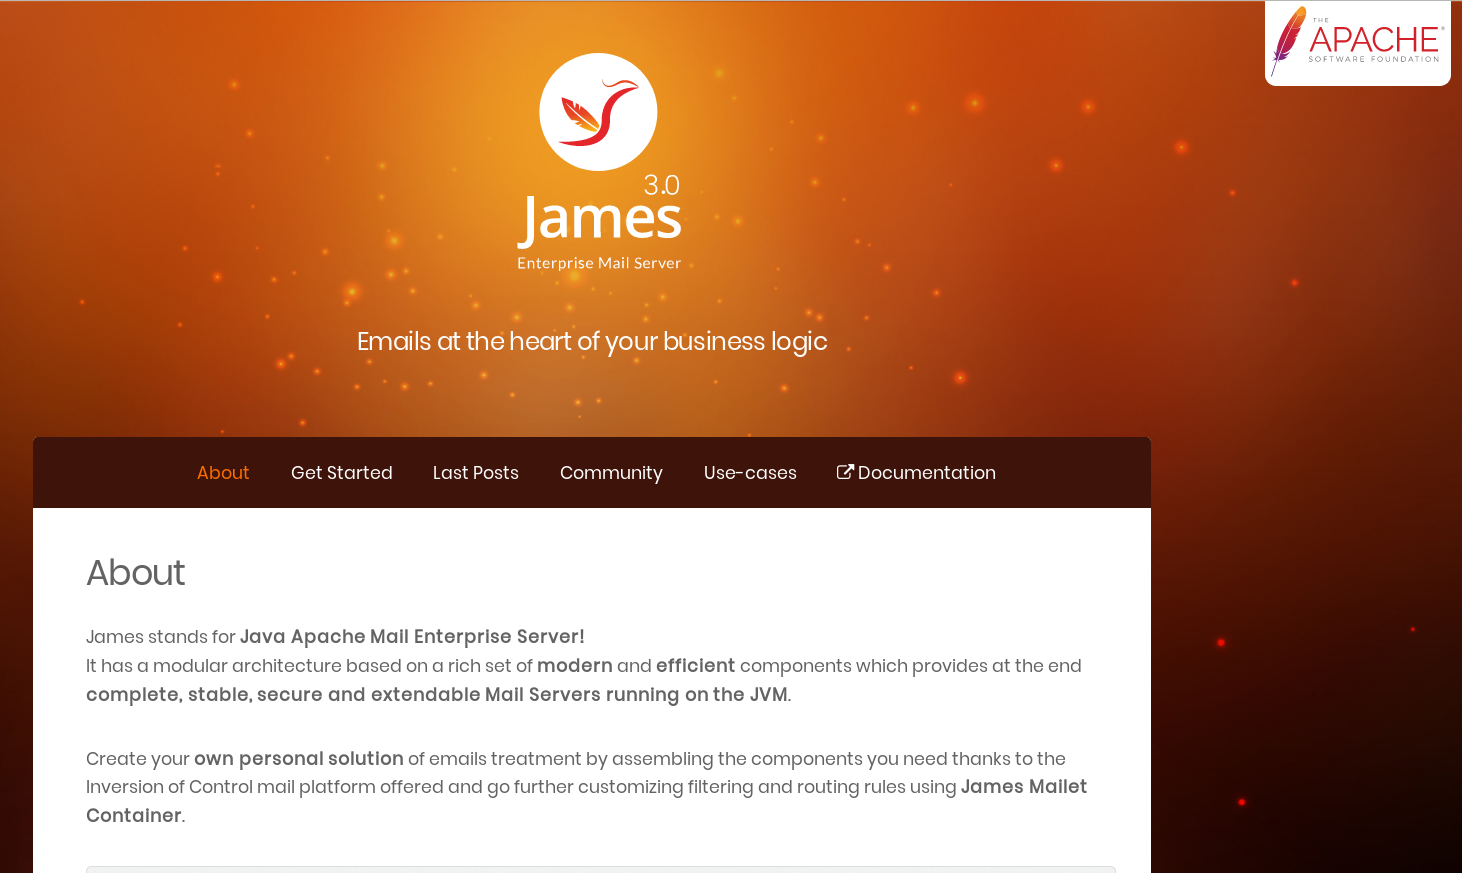 THE
APACHE®
SOFTWARE FOUNDATION
3.0
James
Enterprise Mail Server
Emails at the heart of your business logic
About Get Started Last Posts Community Use-cases Documentation
About
James stands for Java Apache Mail Enterprise Server!
It has a modular architecture based on a rich set of modern and efficient components which provides at the end
complete, stable, secure and extendable Mail Servers running on the JVM.
Create your own personal solution of emails treatment by assembling the components you need thanks to the
Inversion of Control mail platform offered and go further customizing filtering and routing rules using James Mailet
Container.